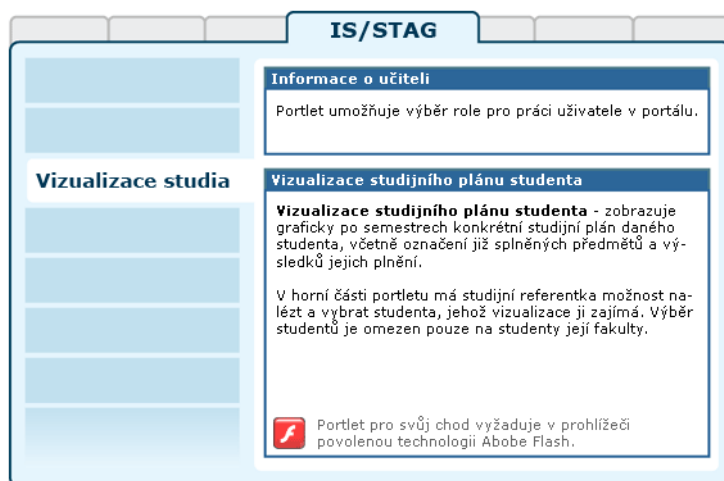 IS/STAG
Informace o učiteli
Portlet umožňuje výběr role pro práci uživatele v portálu.
Vizualizace studia
Vizualizace studijního plánu studenta
Vizualizace studijního plánu studenta - zobrazuje
graficky po semestrech konkrétní studijní plán daného
studenta, včetně označení již splněných předmětů a vý-
sledků jejich plnění.
V horní části portletu má studijní referentka možnost na-
lézt a vybrat studenta, jehož vizualizace ji zajímá. Výběr
studentů je omezen pouze na studenty její fakulty.
Portlet pro svůj chod vyžaduje v prohlížeči
povolenou technologii Abobe Flash.